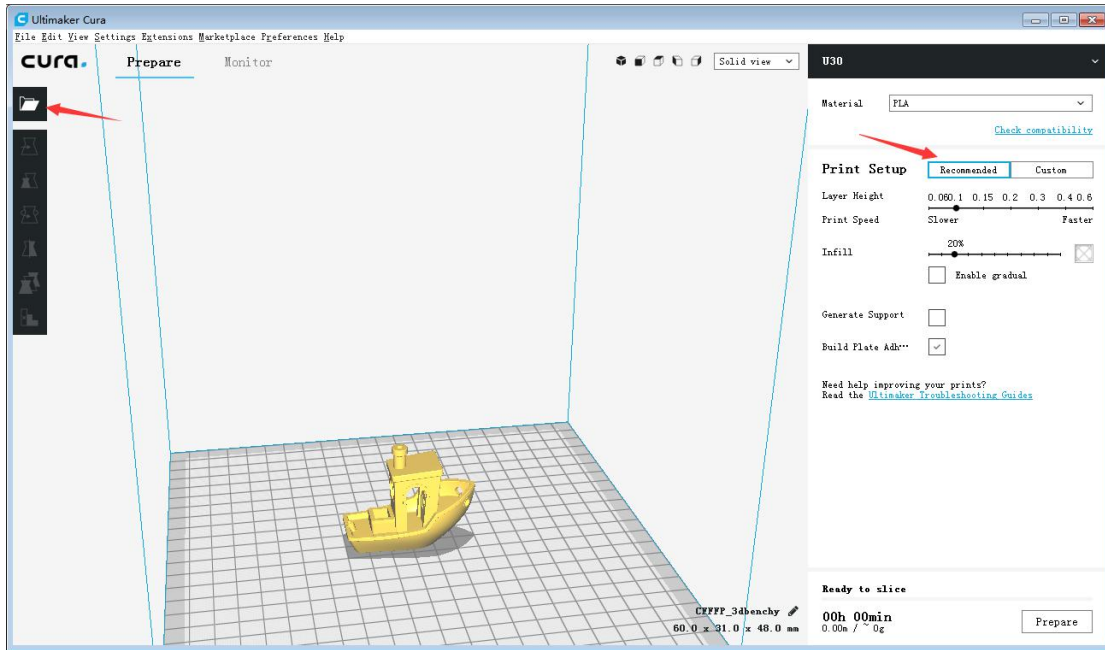 Ultimaker Cura
File Edit View Settings Extensions Marketplace Preferences Help
cura.
Prepare
Monitor
Solid view
U30
Material
PLA
Check compatibility
Print Setup
Recommended
Custom
Layer Height
0.060.1 0.15 0.2 0.3 0.4 0.6
Print Speed
Slower
Faster
Infill
20%
Enable gradual
Generate Support
Build Plate Adh…
Need help improving your prints?
Read the Ultimaker Troubleshooting Guides
CFFFP_3dbenchy
60.0 x 31.0 x 48.0 mm
Ready to slice
00h 00min
0.00m / ~ 0g
Prepare